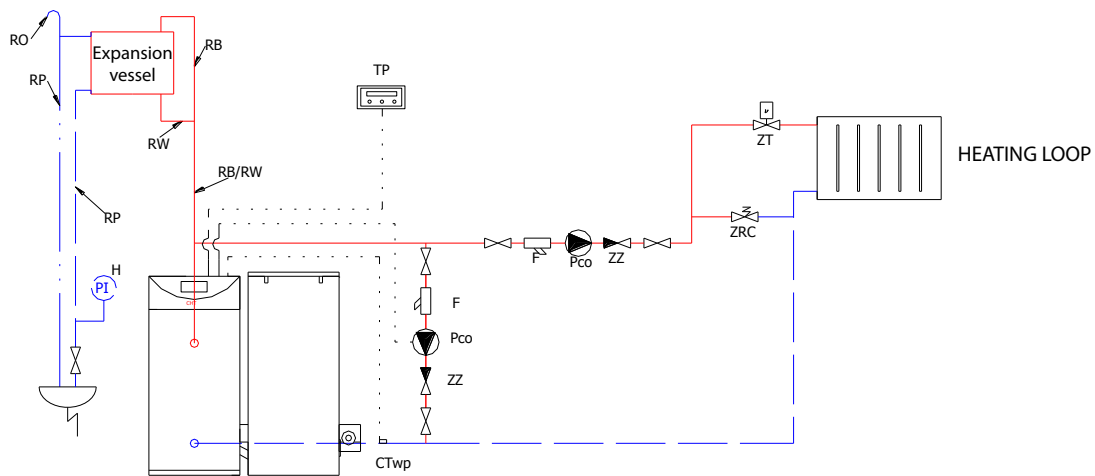 RO
Expansion
vessel
RB
RP
TP
RW
ZT
HEATING LOOP
RB/RW
RP
ZRC
F
Pco
ZZ
H
PI
F
Pco
ZZ
CTwp